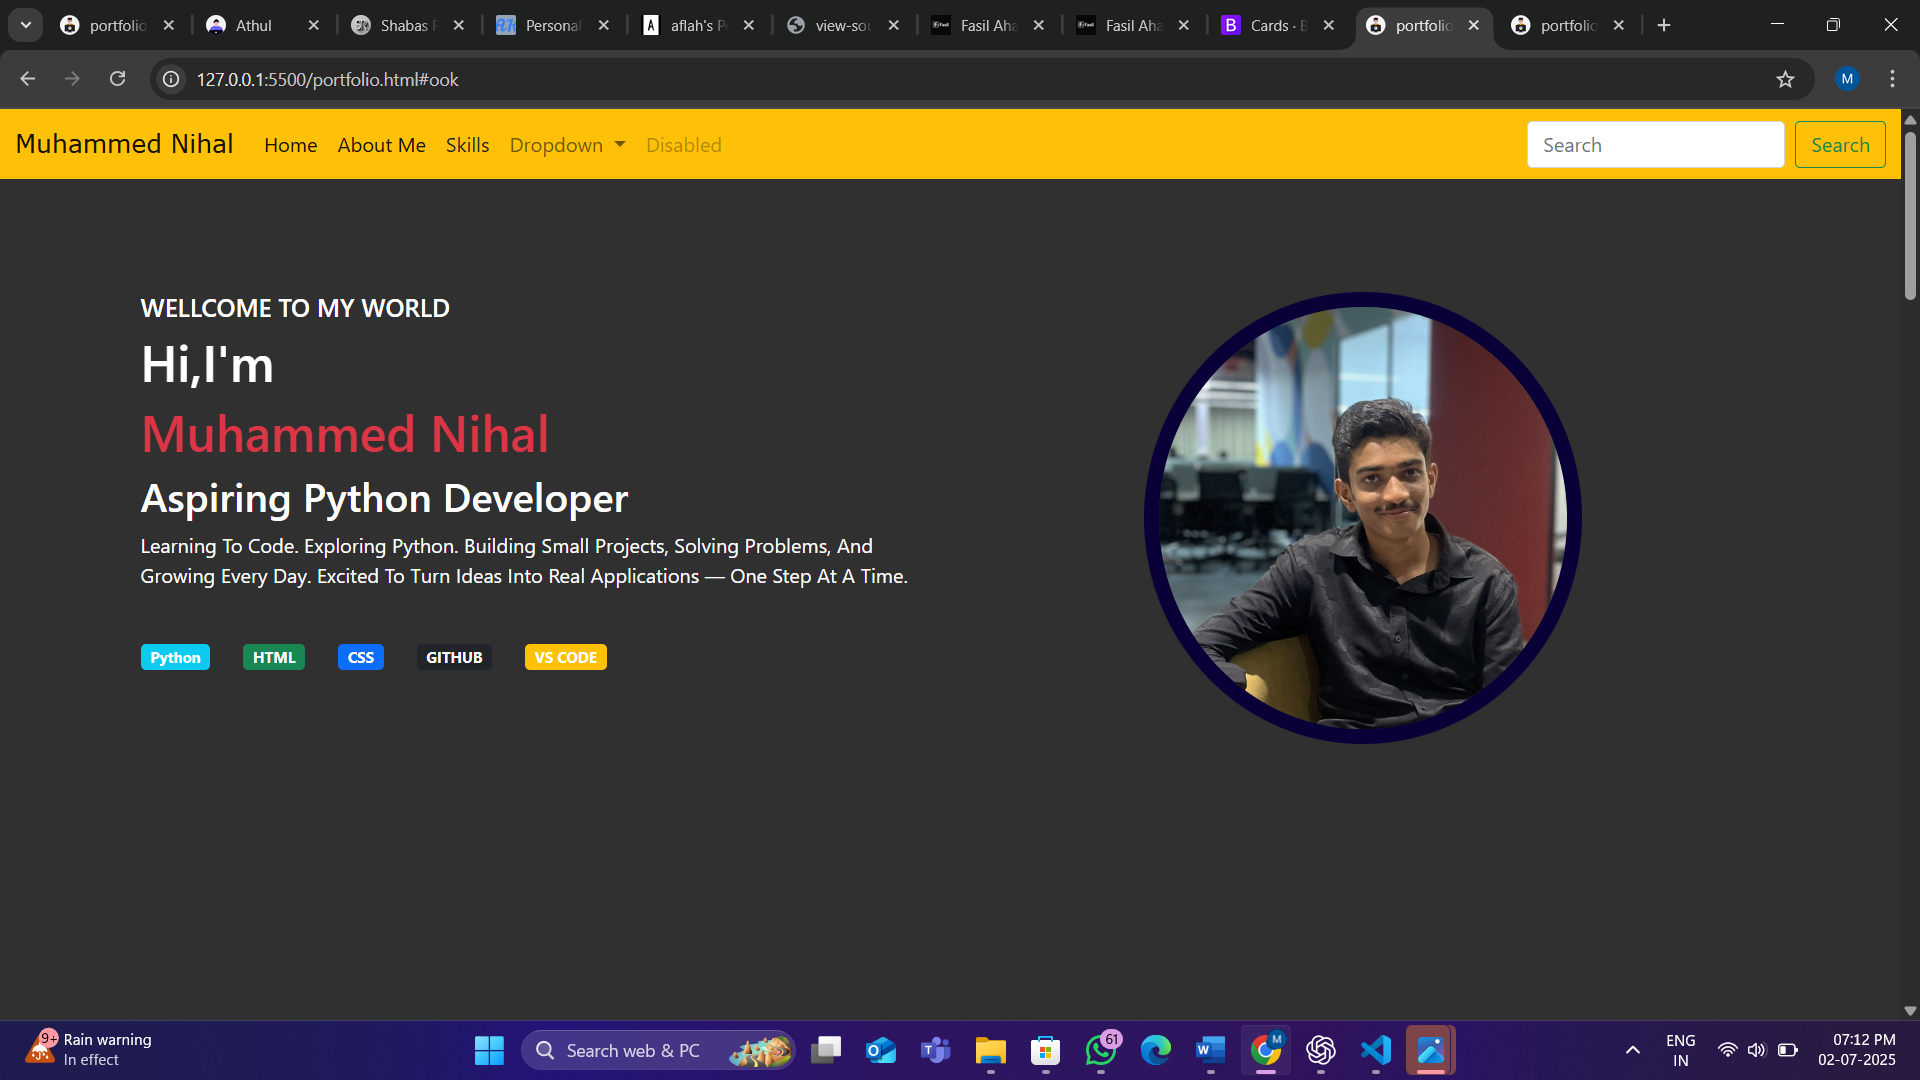 portfolio
Athul
Shabas
Personal
aflah's P
view-sou
Fasil Aha
Fasil Aha
B
Cards · B
portfolio
portfolio
127.0.0.1:5500/portfolio.html#ook
M
Muhammed Nihal
Home
About Me
Skills
Dropdown
Disabled
Search
Search
WELLCOME TO MY WORLD
Hi,I'm
Muhammed Nihal
Aspiring Python Developer
Learning To Code. Exploring Python. Building Small Projects, Solving Problems, And
Growing Every Day. Excited To Turn Ideas Into Real Applications — One Step At A Time.
Python
HTML
CSS
GITHUB
VS CODE
9+
Rain warning
In effect
Search web & PC
61
M
ENG
IN
07:12 PM
02-07-2025